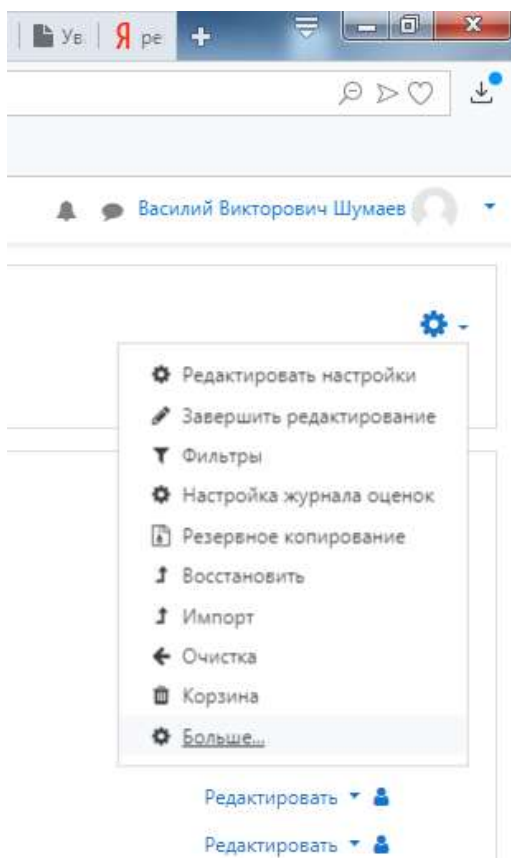 Ув Я ре
Василий Викторович Шумаев
Редактировать настройки
Завершить редактирование
Фильтры
Настройка журнала оценок
Резервное копирование
Восстановить
Импорт
Очистка
Корзина
Больше...
Редактировать
Редактировать